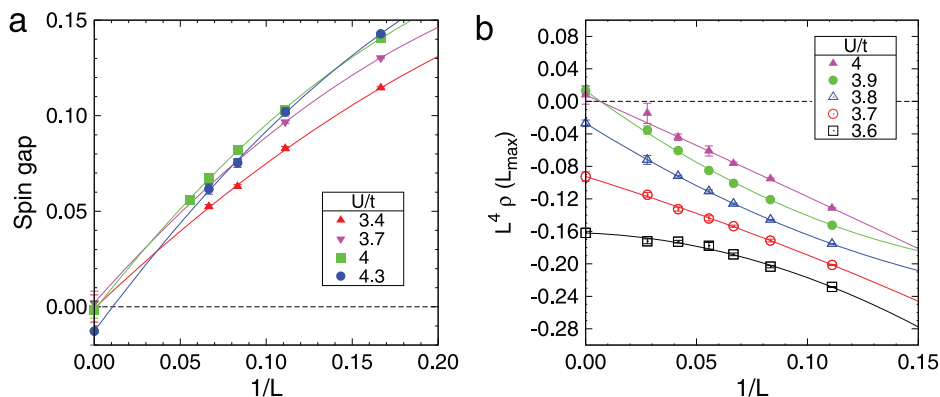 a
Spin gap
0.15
0.10
0.05
0.00
0.00 0.05 0.10 0.15 0.20
1/L
U/t
3.4
3.7
4
4.3
b
L⁴ ρ (Lₘₐₓ)
0.08
0.04
0.00
-0.04
-0.08
-0.12
-0.16
-0.20
-0.24
-0.28
0.00 0.05 0.10 0.15
1/L
U/t
4
3.9
3.8
3.7
3.6